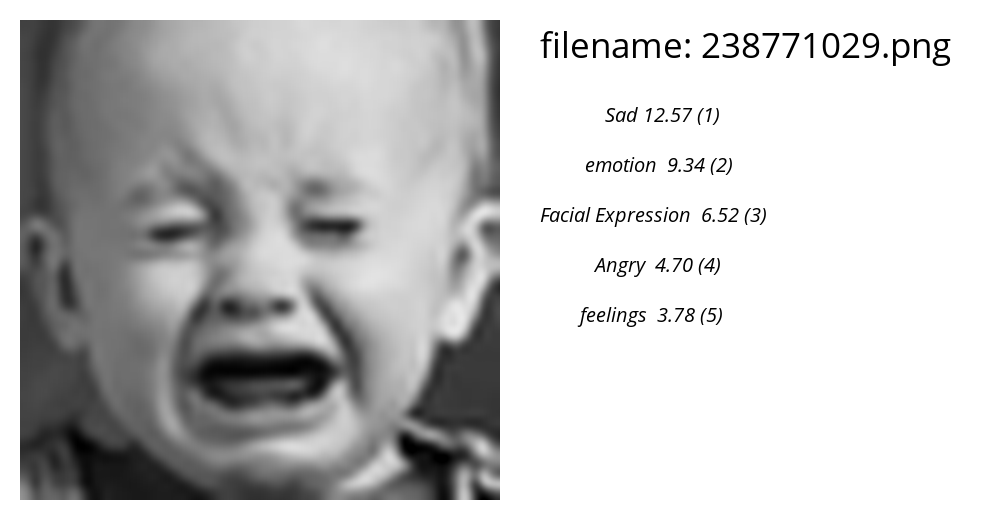 filename: 238771029.png
Sad 12.57 (1)
emotion 9.34 (2)
Facial Expression 6.52 (3)
Angry 4.70 (4)
feelings 3.78 (5)